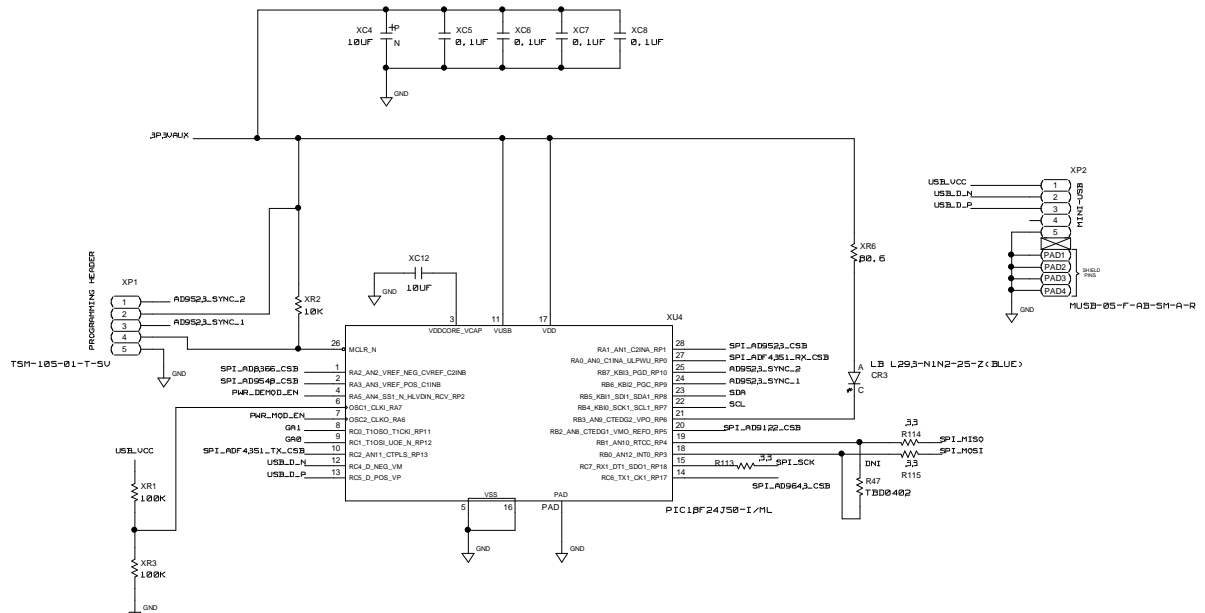 XC4
10UF
P
N
XC5
0.1UF
XC6
0.1UF
XC7
0.1UF
XC8
0.1UF
GND
3P3VAUX
XP2
USB_VCC
USB_D_N
USB_D_P
1
2
3
4
5
PAD1
PAD2
PAD3
PAD4
MINI-USB
SHIELD
PINS
GND
MUSB-05-F-AB-SM-A-R
PROGRAMMING HEADER
XP1
1 AD9523_SYNC_2
2
3 AD9523_SYNC_1
4
5
TSM-105-01-T-SV
GND
XR2
10K
XC12
10UF
GND
XR6
80.6
LB L293-N1N2-25-Z(BLUE)
A
CR3
C
XU4
3 11 17
VDDCORE_VCAP VUSB VDD
26 MCLR_N
SPI_AD8366_CSB 1 RA2_AN2_VREF_NEG_CVREF_C2INB
SPI_AD9548_CSB 2 RA3_AN3_VREF_POS_C1INB
PWR_DEMOD_EN 4 RA5_AN4_SS1_N_HLVDIN_RCV_RP2
6 OSC1_CLKI_RA7
PWR_MOD_EN 7 OSC2_CLKO_RA6
GA1 8 RC0_T1OSO_T1CKI_RP11
GA0 9 RC1_T1OSI_UOE_N_RP12
SPI_ADF4351_TX_CSB 10 RC2_AN11_CTPLS_RP13
USB_D_N 12 RC4_D_NEG_VM
USB_D_P 13 RC5_D_POS_VP
RA1_AN1_C2INA_RP1 28 SPI_AD9523_CSB
RA0_AN0_C1INA_ULPWU_RP0 27 SPI_ADF4351_RX_CSB
RB7_KBI3_PGD_RP10 25 AD9523_SYNC_2
RB6_KBI2_PGC_RP9 24 AD9523_SYNC_1
RB5_KBI1_SDI1_SDA1_RP8 23 SDA
RB4_KBI0_SCK1_SCL1_RP7 22 SCL
RB3_AN9_CTEDG2_VPO_RP6 21
RB2_AN8_CTEDG1_VMO_REFO_RP5 20 SPI_AD9122_CSB
RB1_AN10_RTCC_RP4 19
RB0_AN12_INT0_RP3 18
RC7_RX1_DT1_SDO1_RP18 15
RC6_TX1_CK1_RP17 14
33
R114
SPI_MISO
33
R115
SPI_MOSI
R113
33
SPI_SCK
SPI_AD9643_CSB
DNI
R47
TBD0402
VSS PAD
5 16 PAD
PIC18F24J50-I/ML
GND
GND
USB_VCC
XR1
100K
XR3
100K
GND